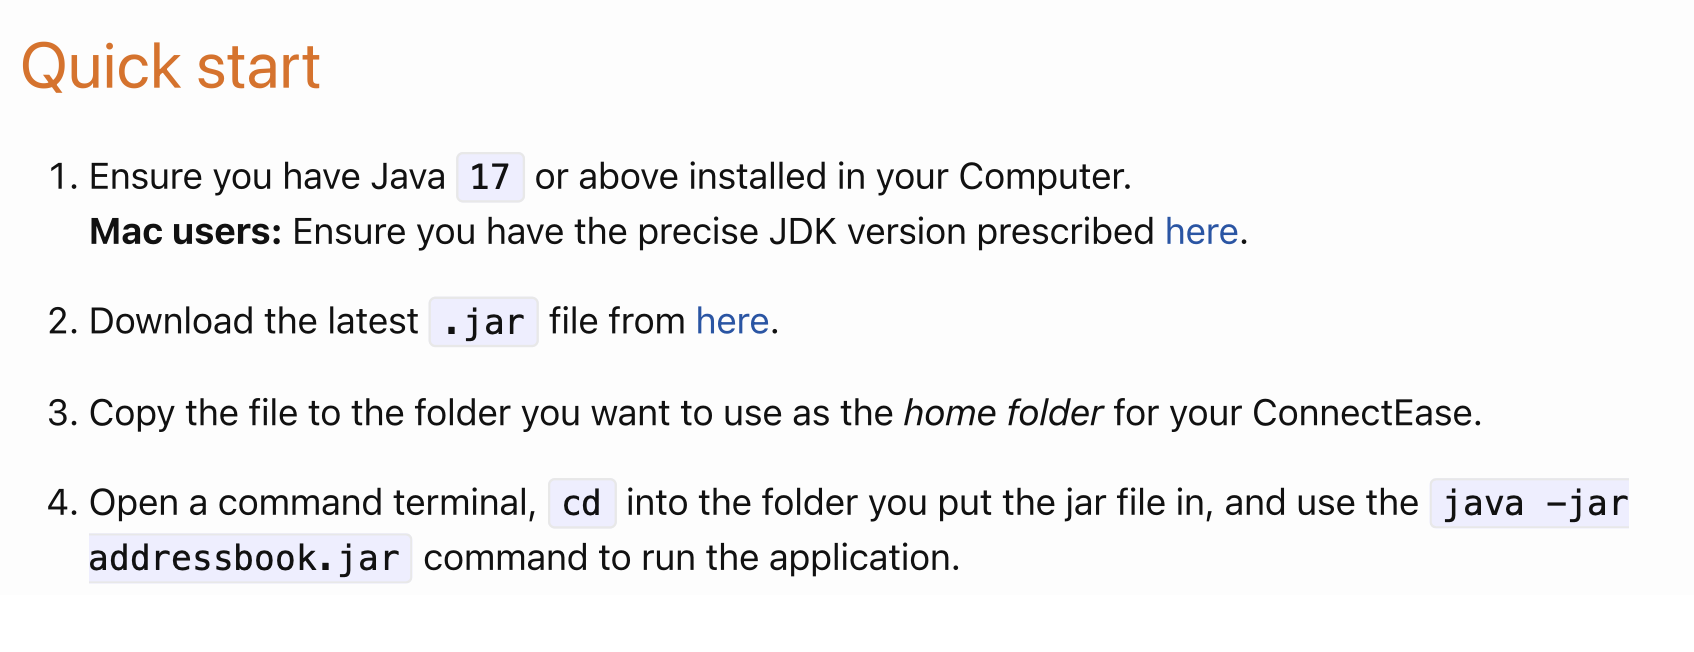 Quick start
1. Ensure you have Java 17 or above installed in your Computer.
Mac users: Ensure you have the precise JDK version prescribed here.
2. Download the latest .jar file from here.
3. Copy the file to the folder you want to use as the home folder for your ConnectEase.
4. Open a command terminal, cd into the folder you put the jar file in, and use the java -jar
addressbook.jar command to run the application.